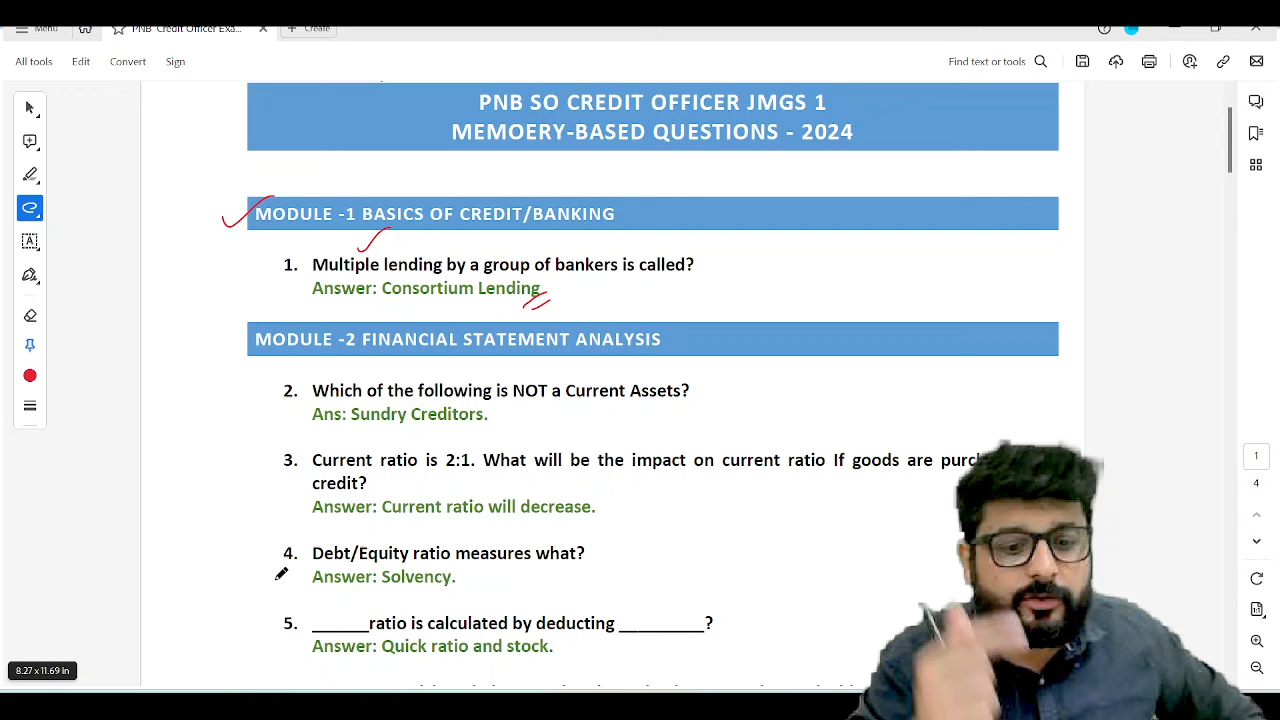 Menu
PNB Credit Officer Exa...
Create
All tools Edit Convert Sign
Find text or tools
PNB SO CREDIT OFFICER JMGS 1
MEMOERY-BASED QUESTIONS - 2024
MODULE -1 BASICS OF CREDIT/BANKING
1. Multiple lending by a group of bankers is called?
Answer: Consortium Lending
MODULE -2 FINANCIAL STATEMENT ANALYSIS
2. Which of the following is NOT a Current Assets?
Ans: Sundry Creditors.
3. Current ratio is 2:1. What will be the impact on current ratio If goods are
credit?
Answer: Current ratio will decrease.
4. Debt/Equity ratio measures what?
Answer: Solvency.
5. ______ratio is calculated by deducting _________?
Answer: Quick ratio and stock.
8.27 x 11.69 in
1
4